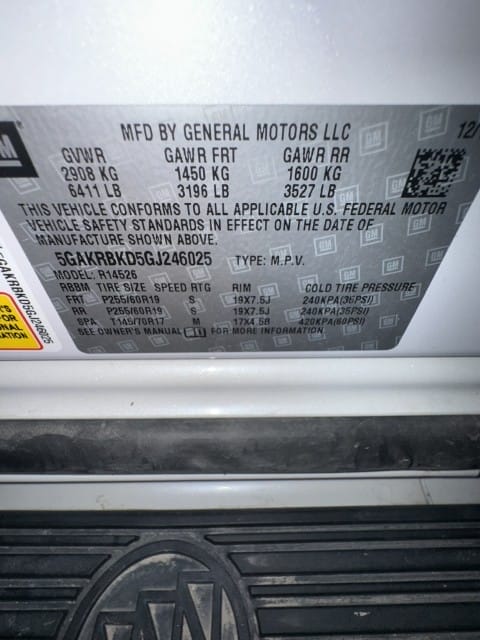 GM
MFD BY GENERAL MOTORS LLC 12/
GVWR GAWR FRT GAWR RR
2908 KG 1450 KG 1600 KG
6411 LB 3196 LB 3527 LB
THIS VEHICLE CONFORMS TO ALL APPLICABLE U.S. FEDERAL MOTOR
VEHICLE SAFETY STANDARDS IN EFFECT ON THE DATE OF
MANUFACTURE SHOWN ABOVE.
5GAKRBKD5GJ246025 TYPE: M.P.V.
MODEL: R14526
RBBM TIRE SIZE SPEED RTG RIM COLD TIRE PRESSURE
FRT P255/60R19 S 19X7.5J 240KPA(35PSI)
RR P255/60R19 S 19X7.5J 240KPA(35PSI)
SPA T145/70R17 M 17X4.5R 420KPA(60PSI)
SEE OWNER'S MANUAL FOR MORE INFORMATION
GAKRBKD5GJ246025
FOR